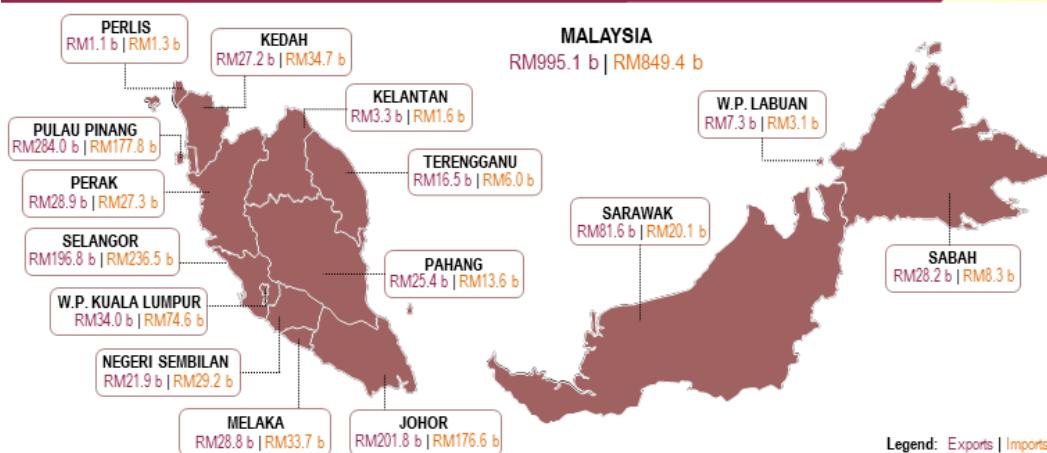 PERLIS
RM1.1 b | RM1.3 b
KEDAH
RM27.2 b | RM34.7 b
MALAYSIA
RM995.1 b | RM849.4 b
KELANTAN
RM3.3 b | RM1.6 b
W.P. LABUAN
RM7.3 b | RM3.1 b
PULAU PINANG
RM284.0 b | RM177.8 b
TERENGGANU
RM16.5 b | RM6.0 b
PERAK
RM28.9 b | RM27.3 b
SARAWAK
RM81.6 b | RM20.1 b
SELANGOR
RM196.8 b | RM236.5 b
PAHANG
RM25.4 b | RM13.6 b
SABAH
RM28.2 b | RM8.3 b
W.P. KUALA LUMPUR
RM34.0 b | RM74.6 b
NEGERI SEMBILAN
RM21.9 b | RM29.2 b
MELAKA
RM28.8 b | RM33.7 b
JOHOR
RM201.8 b | RM176.6 b
Legend: Exports | Imports